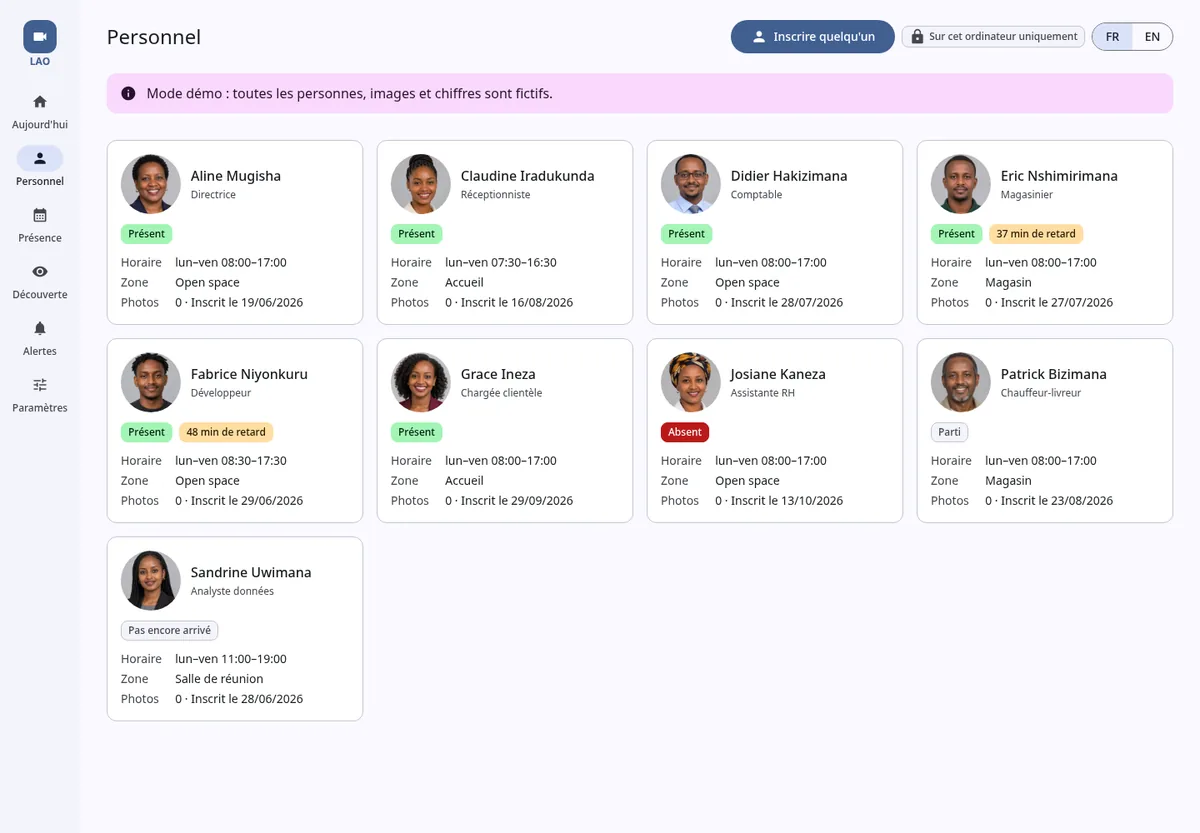 LAO
Aujourd'hui
Personnel
Présence
Découverte
Alertes
Paramètres
Personnel
Inscrire quelqu'un
Sur cet ordinateur uniquement
FR
EN
Mode démo : toutes les personnes, images et chiffres sont fictifs.
Aline Mugisha
Directrice
Présent
Horaire lun–ven 08:00–17:00
Zone Open space
Photos 0 · Inscrit le 19/06/2026
Claudine Iradukunda
Réceptionniste
Présent
Horaire lun–ven 07:30–16:30
Zone Accueil
Photos 0 · Inscrit le 16/08/2026
Didier Hakizimana
Comptable
Présent
Horaire lun–ven 08:00–17:00
Zone Open space
Photos 0 · Inscrit le 28/07/2026
Eric Nshimirimana
Magasinier
Présent 37 min de retard
Horaire lun–ven 08:00–17:00
Zone Magasin
Photos 0 · Inscrit le 27/07/2026
Fabrice Niyonkuru
Développeur
Présent 48 min de retard
Horaire lun–ven 08:30–17:30
Zone Open space
Photos 0 · Inscrit le 29/06/2026
Grace Ineza
Chargée clientèle
Présent
Horaire lun–ven 08:00–17:00
Zone Accueil
Photos 0 · Inscrit le 29/09/2026
Josiane Kaneza
Assistante RH
Absent
Horaire lun–ven 08:00–17:00
Zone Open space
Photos 0 · Inscrit le 13/10/2026
Patrick Bizimana
Chauffeur-livreur
Parti
Horaire lun–ven 08:00–17:00
Zone Magasin
Photos 0 · Inscrit le 23/08/2026
Sandrine Uwimana
Analyste données
Pas encore arrivé
Horaire lun–ven 11:00–19:00
Zone Salle de réunion
Photos 0 · Inscrit le 28/06/2026